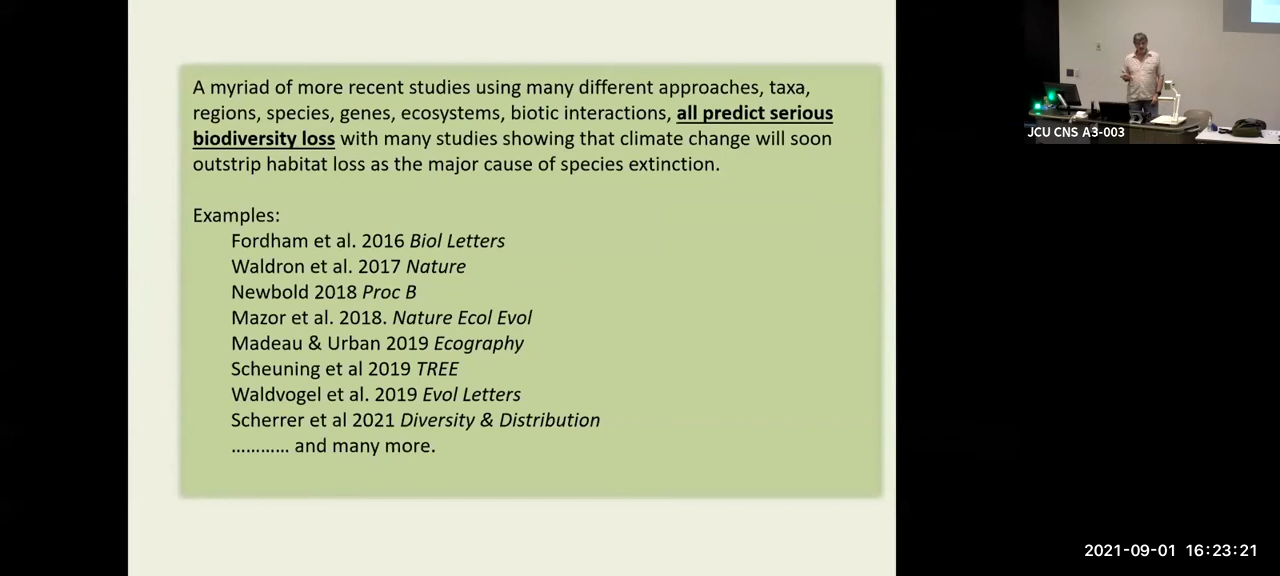 A myriad of more recent studies using many different approaches, taxa,
regions, species, genes, ecosystems, biotic interactions, all predict serious
biodiversity loss with many studies showing that climate change will soon
outstrip habitat loss as the major cause of species extinction.
Examples:
Fordham et al. 2016 Biol Letters
Waldron et al. 2017 Nature
Newbold 2018 Proc B
Mazor et al. 2018. Nature Ecol Evol
Madeau & Urban 2019 Ecography
Scheuning et al 2019 TREE
Waldvogel et al. 2019 Evol Letters
Scherrer et al 2021 Diversity & Distribution
………… and many more.
JCU CNS A3-003
2021-09-01 16:23:21